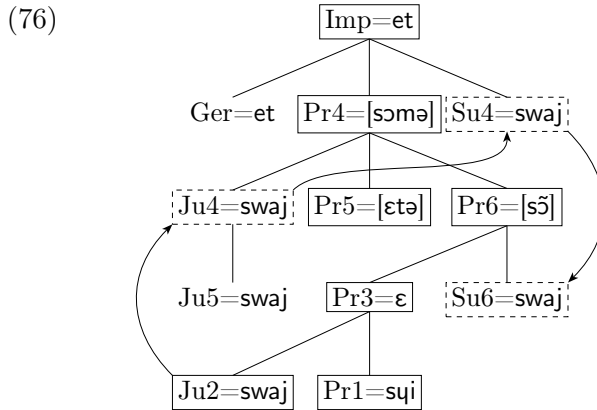 (76)
Imp=et
Ger=et Pr4=[sɔmə] Su4=swaj
Ju4=swaj Pr5=[ɛtə] Pr6=[sɔ̃]
Ju5=swaj Pr3=ɛ Su6=swaj
Ju2=swaj Pr1=sɥi